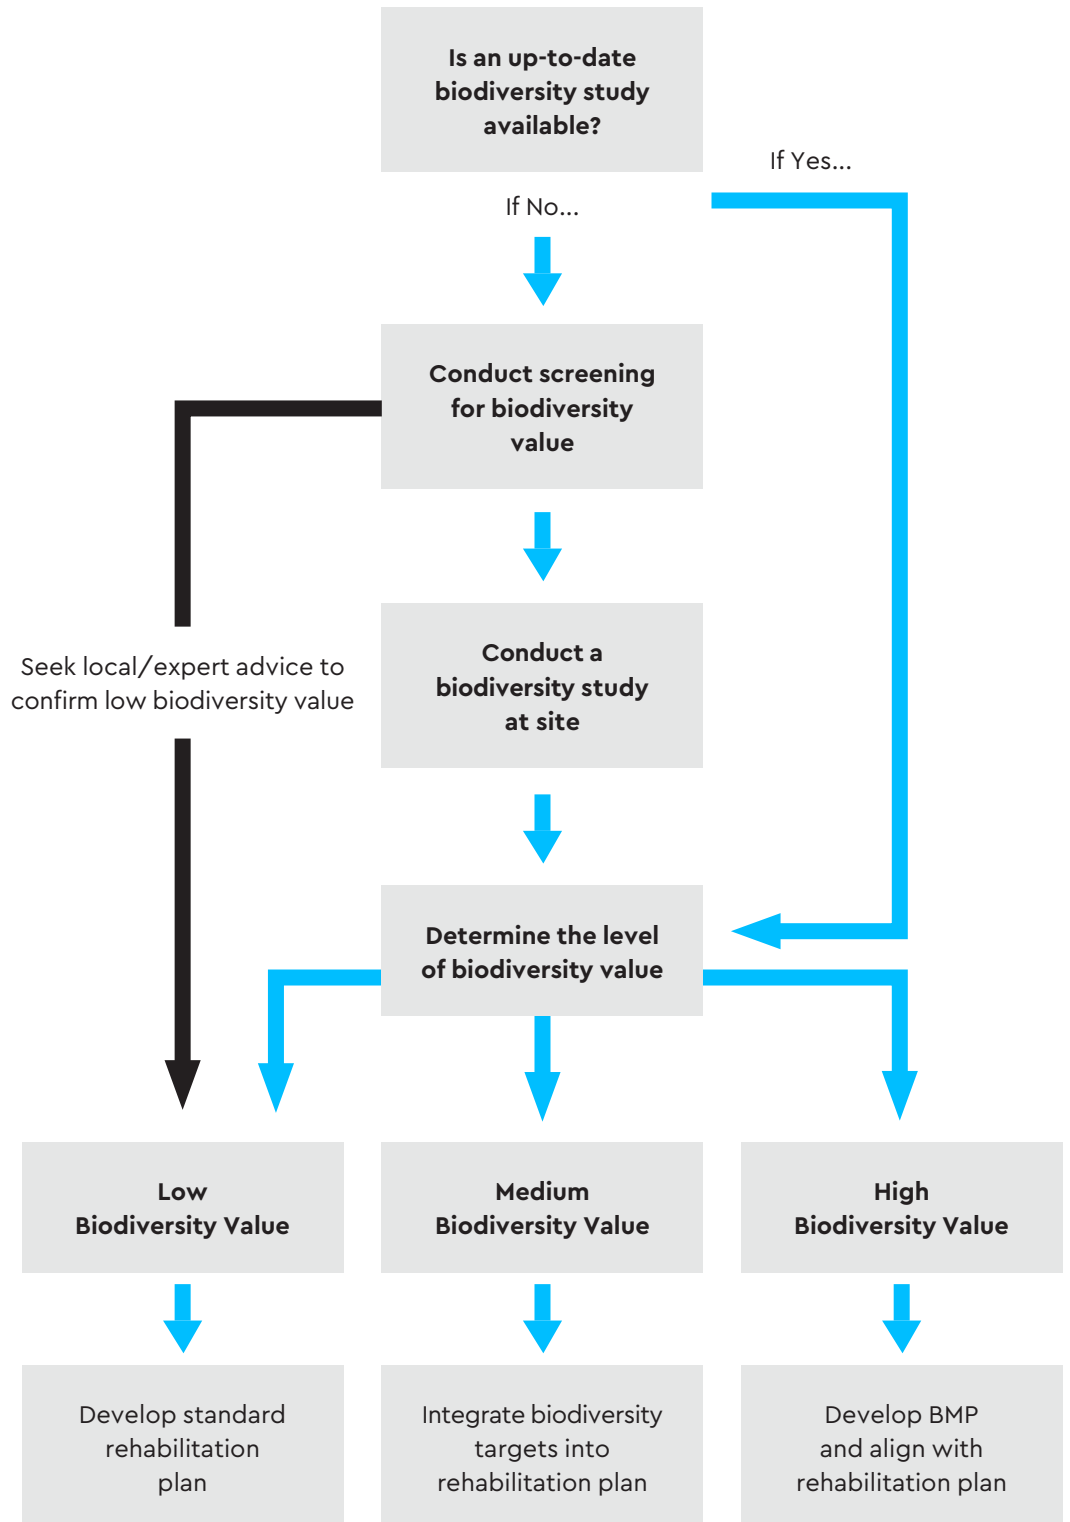 Is an up-to-date
biodiversity study
available?
If Yes...
If No...
Conduct screening
for biodiversity
value
Seek local/expert advice to
confirm low biodiversity value
Conduct a
biodiversity study
at site
Determine the level
of biodiversity value
Low
Biodiversity Value
Medium
Biodiversity Value
High
Biodiversity Value
Develop standard
rehabilitation
plan
Integrate biodiversity
targets into
rehabilitation plan
Develop BMP
and align with
rehabilitation plan